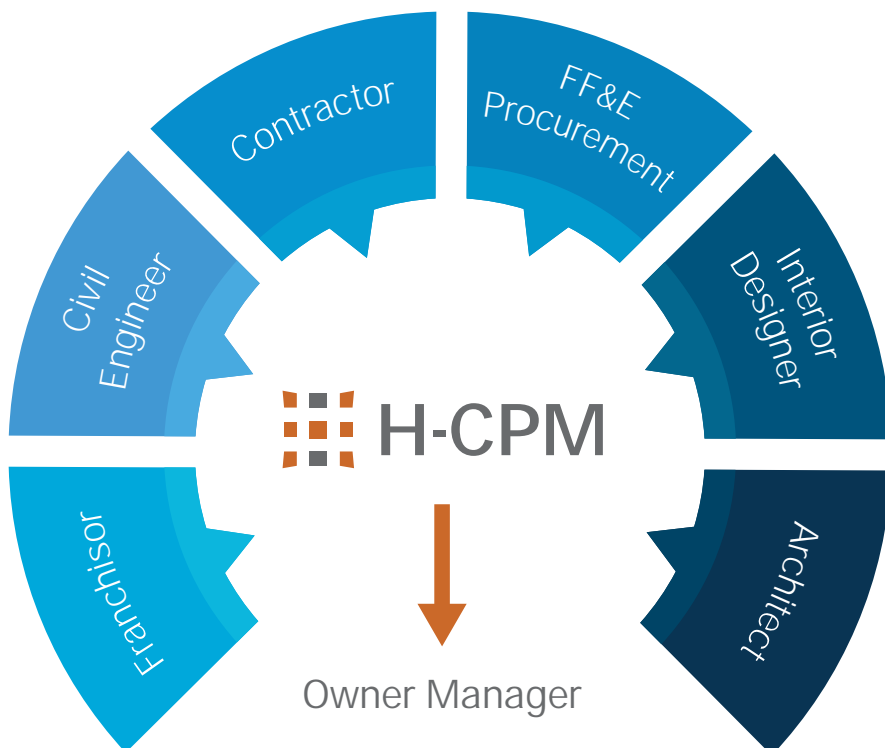 Contractor
FF&E
Procurement
Civil
Engineer
Interior
Designer
H-CPM
Franchisor
Architect
Owner Manager